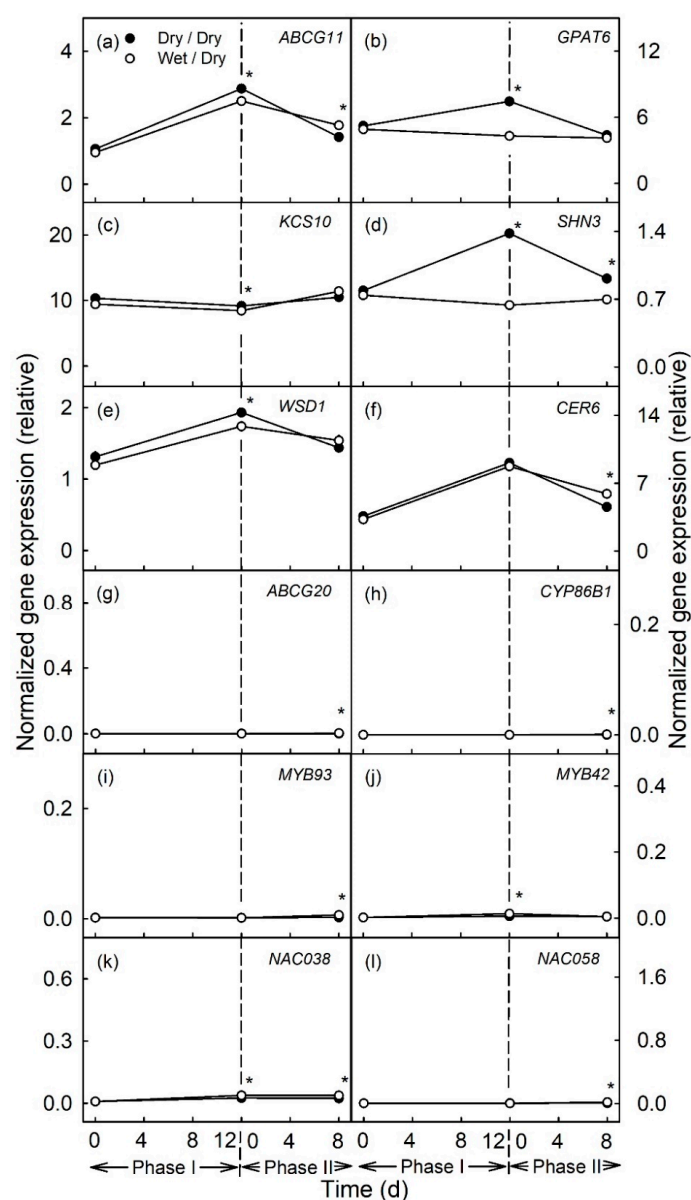 (a) ● Dry / Dry ABCG11
○ Wet / Dry
4
2
0
*
*
(b) GPAT6
12
6
0
*
(c) KCS10
20
10
0
*
(d) SHN3
1.4
0.7
0.0
*
*
(e) WSD1
2
1
0
*
(f) CER6
14
7
0
*
(g) ABCG20
0.8
0.4
0.0
*
(h) CYP86B1
0.2
0.0
*
(i) MYB93
0.2
0.0
*
(j) MYB42
0.4
0.2
0.0
*
(k) NAC038
0.6
0.3
0.0
*
*
(l) NAC058
1.6
0.8
0.0
*
Normalized gene expression (relative)
Normalized gene expression (relative)
0 4 8 12 0 4 8 0 4 8 12 0 4 8
Phase I Phase II Phase I Phase II
Time (d)